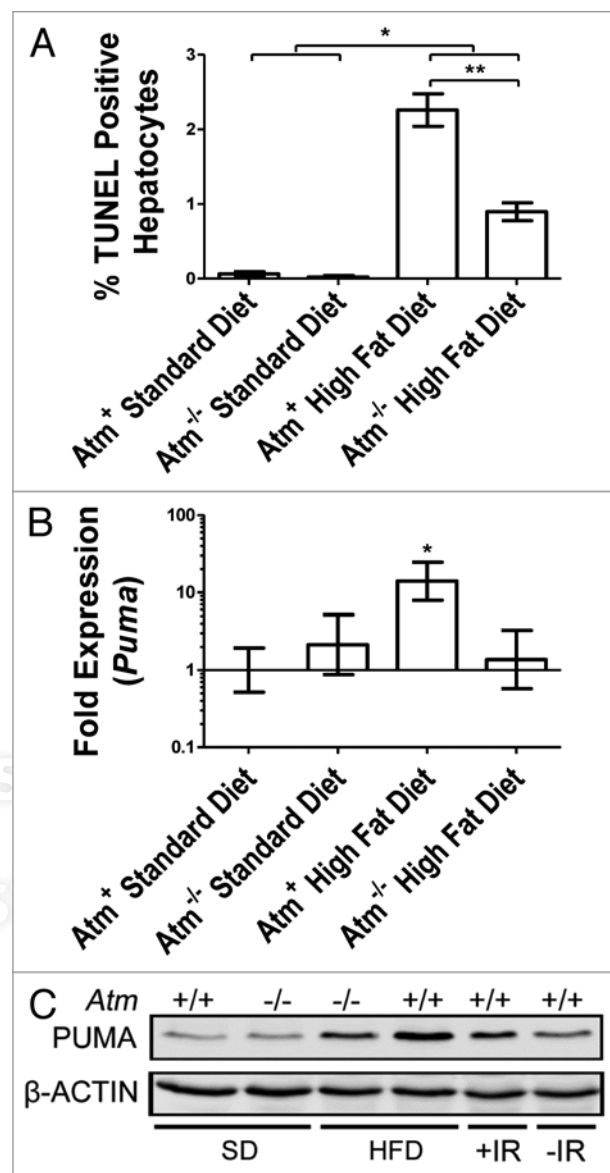 A
*
**
% TUNEL Positive
Hepatocytes
3
2
1
0
Atm+ Standard Diet
Atm-/- Standard Diet
Atm+ High Fat Diet
Atm-/- High Fat Diet
B
*
Fold Expression
(Puma)
100
10
1
0.1
Atm+ Standard Diet
Atm-/- Standard Diet
Atm+ High Fat Diet
Atm-/- High Fat Diet
C
Atm +/+ -/- -/- +/+ +/+ +/+
PUMA
β-ACTIN
SD HFD +IR -IR